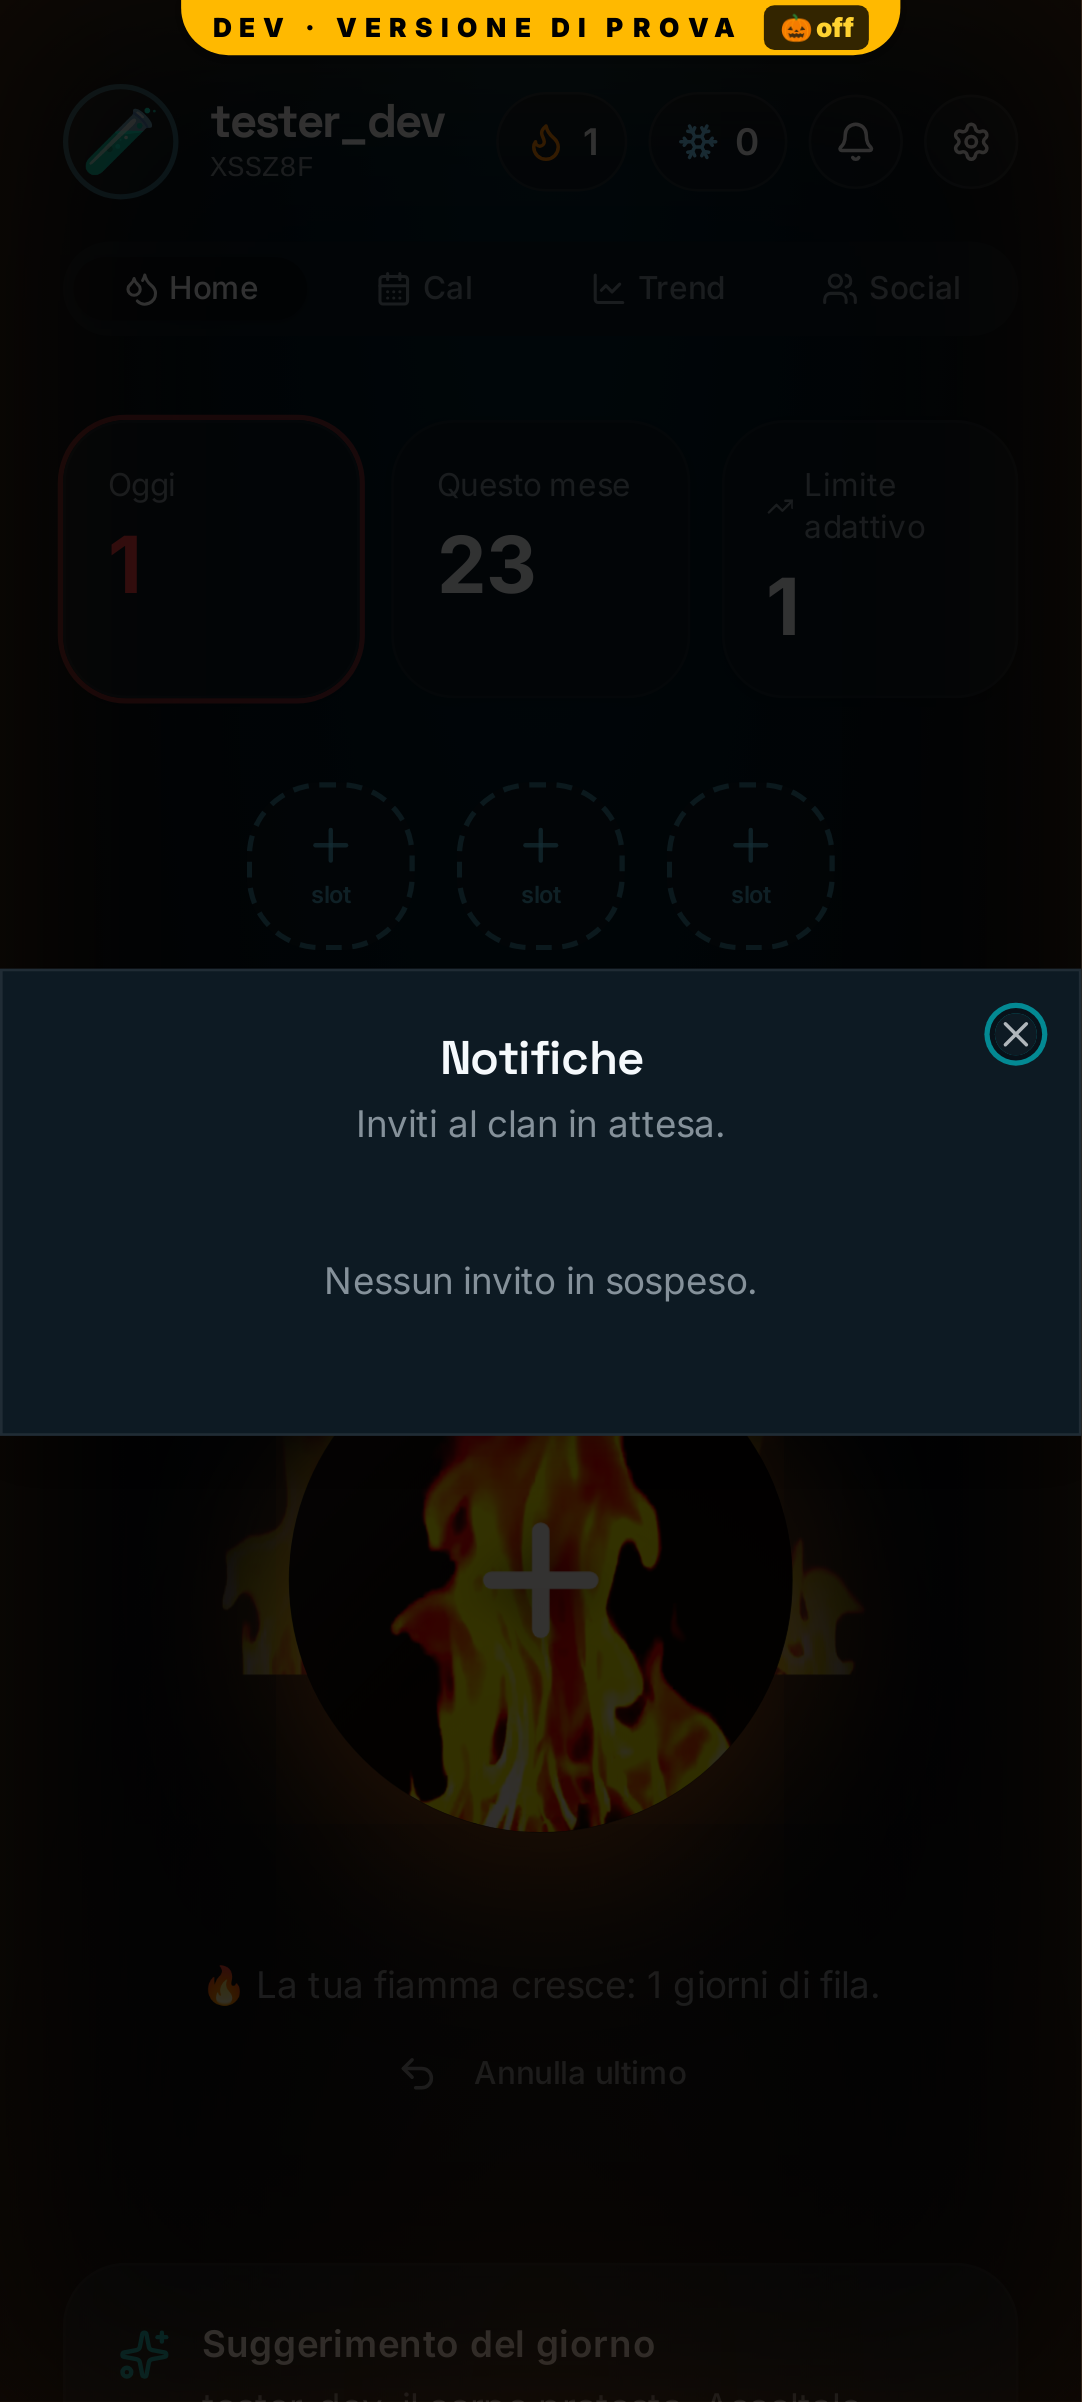 DEV · VERSIONE DI PROVA 🎃 off
tester_dev
XSSZ8F
1
0
Home
Cal
Trend
Social
Oggi
1
Questo mese
23
Limite
adattivo
1
slot
slot
slot
Notifiche
Inviti al clan in attesa.
Nessun invito in sospeso.
🔥 La tua fiamma cresce: 1 giorni di fila.
Annulla ultimo
Suggerimento del giorno